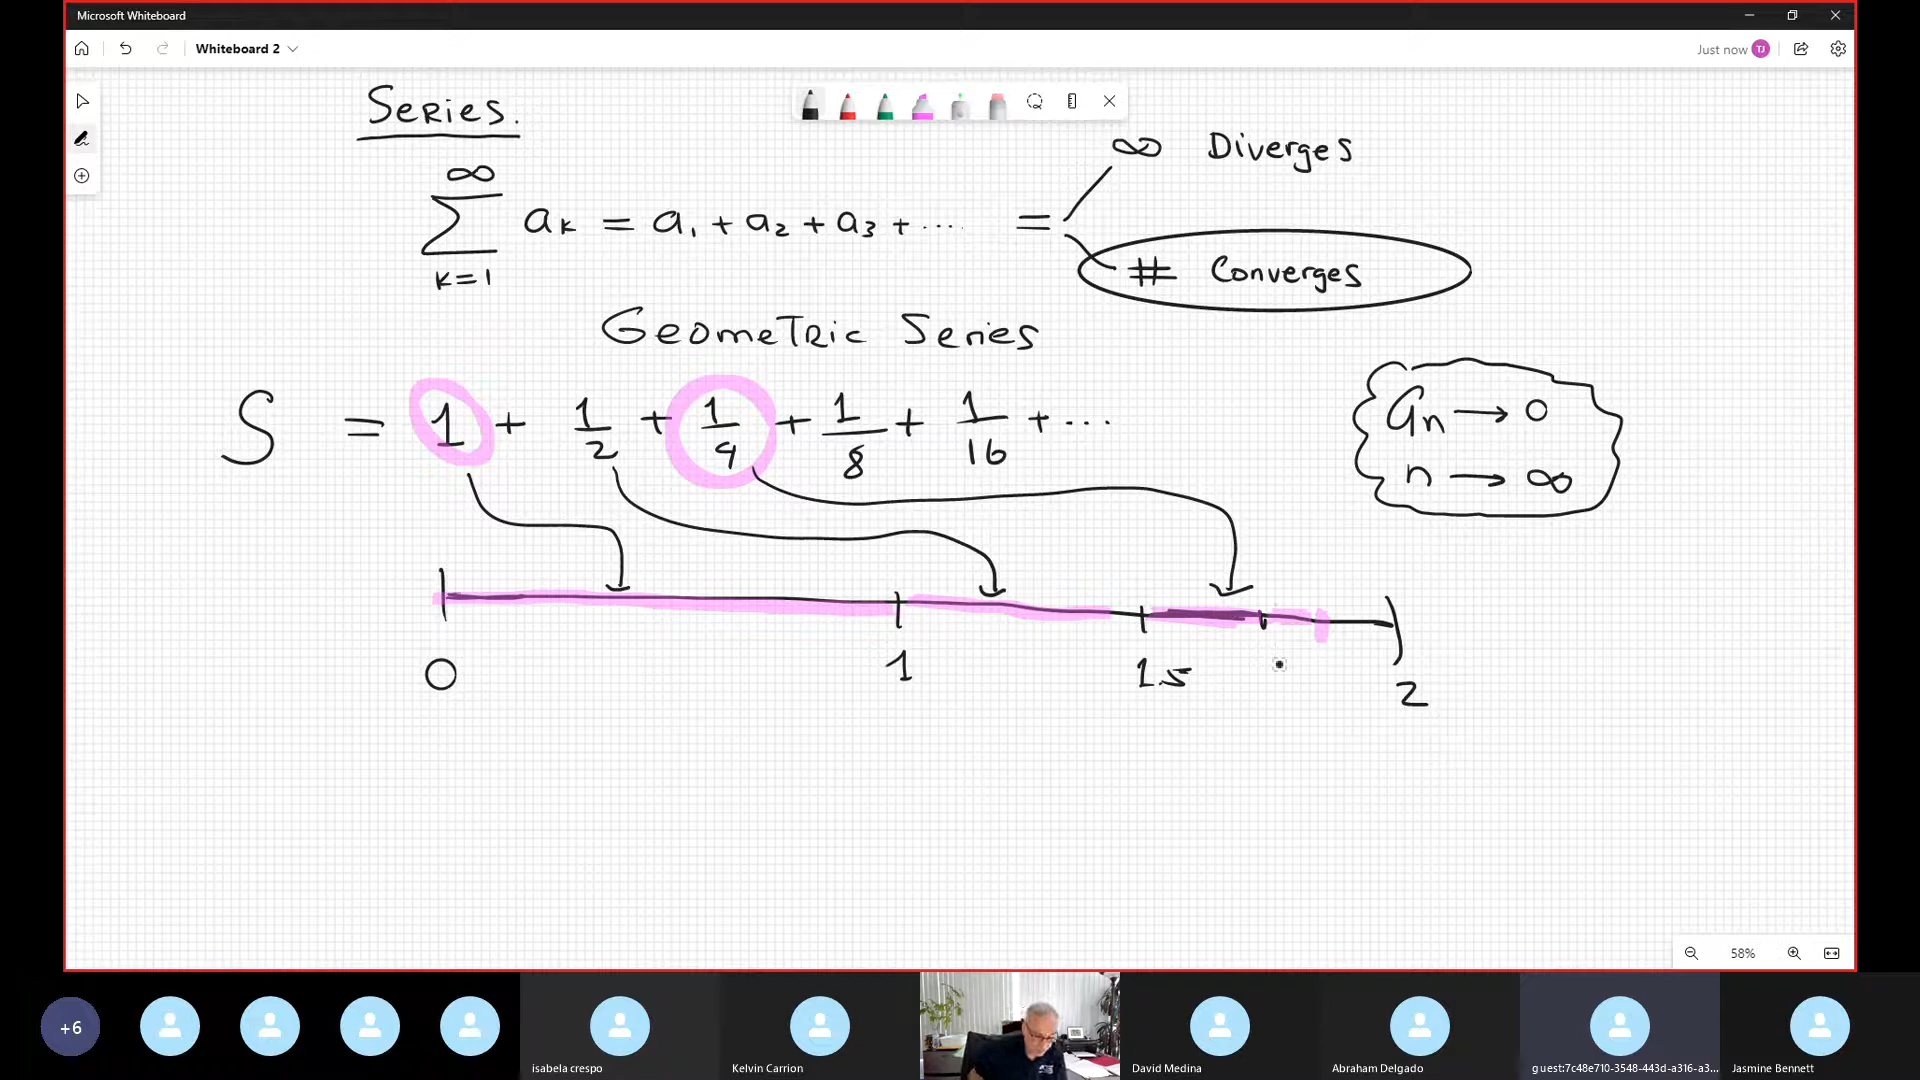 Microsoft Whiteboard
Whiteboard 2
Just now TJ
Series.
∞ Diverges
∞
∑ aₖ = a₁ + a₂ + a₃ + ···· =
k=1
# Converges
Geometric Series
S = 1 + 1/2 + 1/4 + 1/8 + 1/16 + ···
aₙ → 0
n → ∞
0 1 1.5 2
58%
+6
isabela crespo
Kelvin Carrion
David Medina
Abraham Delgado
guest:7c48e710-3548-443d-a316-a3...
Jasmine Bennett